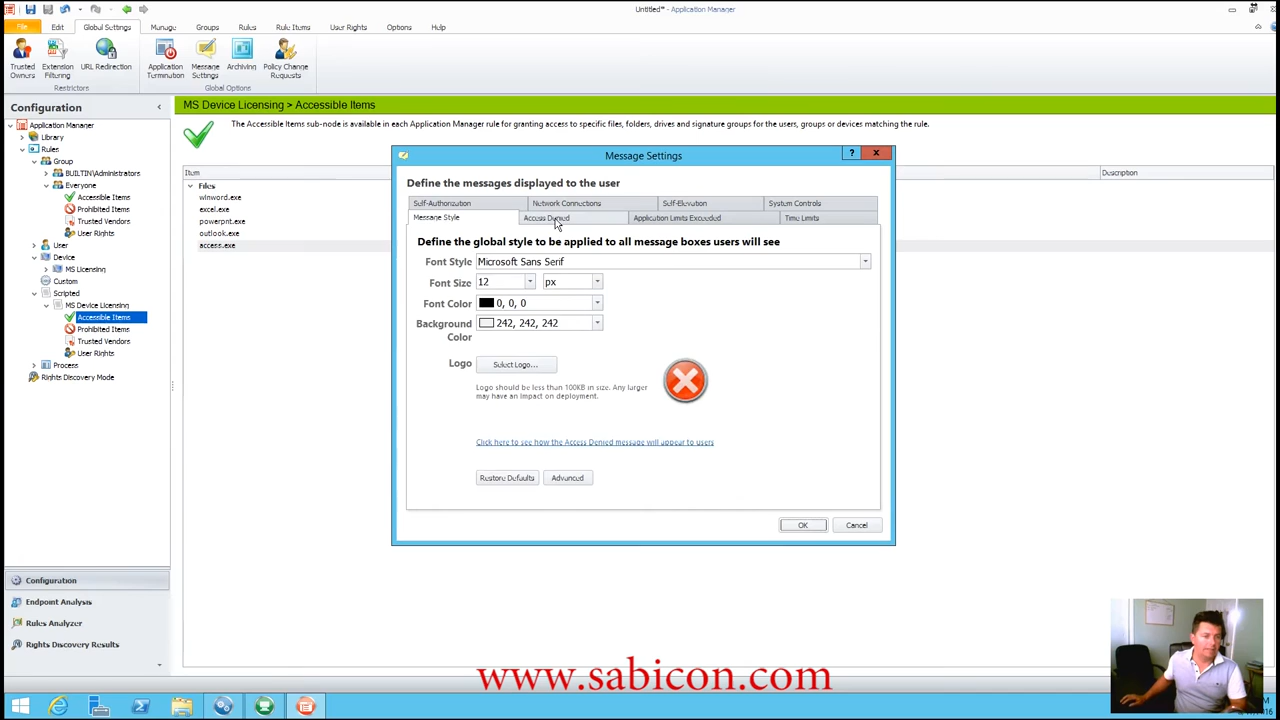 Untitled* - Application Manager
File
Edit
Global Settings
Manage
Groups
Rules
Rule Items
User Rights
Options
Help
Trusted Owners
Extension Filtering
URL Redirection
Application Termination
Message Settings
Archiving
Policy Change Requests
Restrictors
Global Options
Configuration
Application Manager
Library
Rules
Group
BUILTIN\Administrators
Everyone
Accessible Items
Prohibited Items
Trusted Vendors
User Rights
User
Device
MS Licensing
Custom
Scripted
MS Device Licensing
Accessible Items
Prohibited Items
Trusted Vendors
User Rights
Process
Rights Discovery Mode
Configuration
Endpoint Analysis
Rules Analyzer
Rights Discovery Results
MS Device Licensing > Accessible Items
The Accessible Items sub-node is available in each Application Manager rule for granting access to specific files, folders, drives and signature groups for the users, groups or devices matching the rule.
Item
Description
Files
winword.exe
excel.exe
powerpnt.exe
outlook.exe
access.exe
Message Settings
?
Define the messages displayed to the user
Self-Authorization
Network Connections
Self-Elevation
System Controls
Message Style
Access Denied
Application Limits Exceeded
Time Limits
Define the global style to be applied to all message boxes users will see
Font Style Microsoft Sans Serif
Font Size 12 px
Font Color 0, 0, 0
Background Color 242, 242, 242
Logo Select Logo...
Logo should be less than 100KB in size. Any larger
may have an impact on deployment.
Click here to see how the Access Denied message will appear to users
Restore Defaults Advanced
OK Cancel
www.sabicon.com